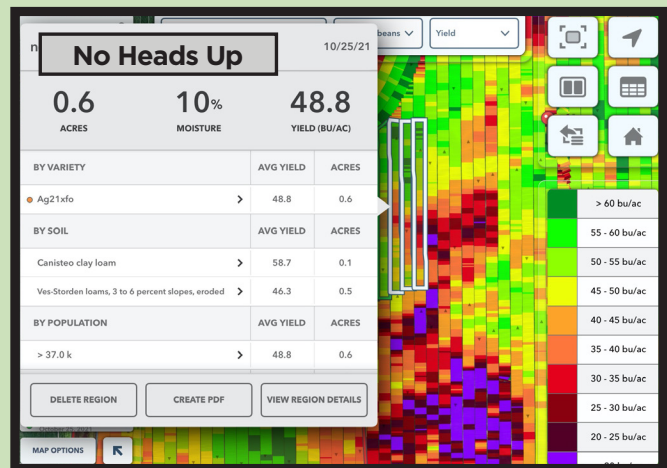 No Heads Up
10/25/21
beans
Yield
0.6
ACRES
10%
MOISTURE
48.8
YIELD (BU/AC)
BY VARIETY AVG YIELD ACRES
Ag21xfo > 48.8 0.6
BY SOIL AVG YIELD ACRES
Canisteo clay loam > 58.7 0.1
Ves-Storden loams, 3 to 6 percent slopes, eroded > 46.3 0.5
BY POPULATION AVG YIELD ACRES
> 37.0 k > 48.8 0.6
DELETE REGION
CREATE PDF
VIEW REGION DETAILS
MAP OPTIONS
> 60 bu/ac
55 - 60 bu/ac
50 - 55 bu/ac
45 - 50 bu/ac
40 - 45 bu/ac
35 - 40 bu/ac
30 - 35 bu/ac
25 - 30 bu/ac
20 - 25 bu/ac